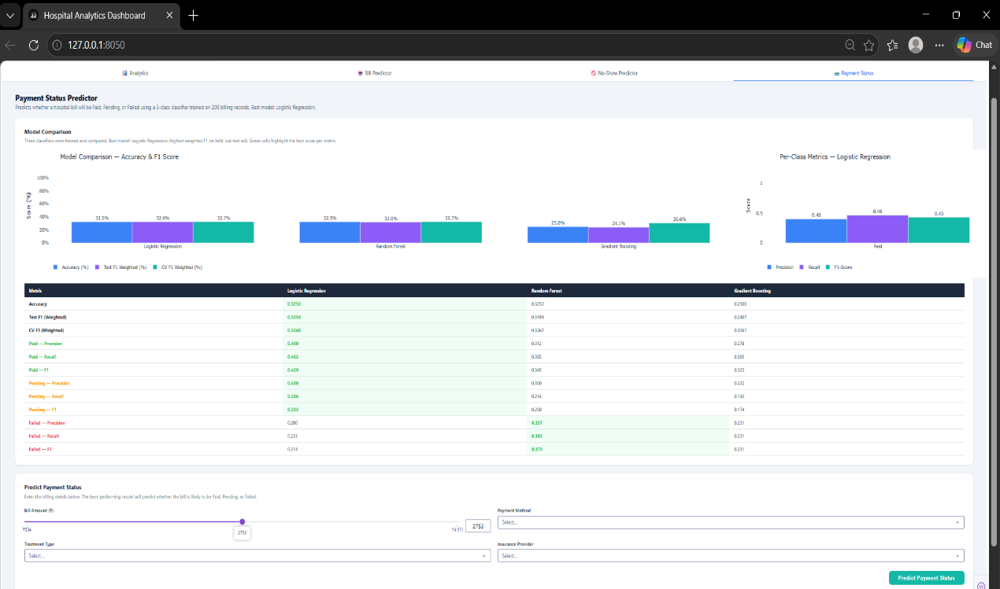 Hospital Analytics Dashboard
127.0.0.1:8050
Chat
Analytics Bill Predictor No-Show Predictor Payment Status
Payment Status Predictor
Predicts whether a hospital bill will be Paid, Pending, or Failed using a 3-class classifier trained on 200 billing records. Best model: Logistic Regression.
Model Comparison
Three classifiers were trained and compared. Best model: Logistic Regression (highest weighted F1 on held-out test set). Green cells highlight the best score per metric.
Model Comparison — Accuracy & F1 Score
100%
80%
60%
40%
20%
0%
Score (%)
32.5% 32.6% 32.7% 32.5% 32.0% 32.7% 25.0% 24.1% 30.6%
Logistic Regression Random Forest Gradient Boosting
Accuracy (%) Test F1 Weighted (%) CV F1 Weighted (%)
Per-Class Metrics — Logistic Regression
1
0.5
0
Score
0.40 0.46 0.43
Paid
Precision Recall F1-Score
Metric Logistic Regression Random Forest Gradient Boosting
Accuracy 0.3250 0.3250 0.2500
Test F1 (Weighted) 0.3256 0.3199 0.2407
CV F1 (Weighted) 0.3268 0.3267 0.3061
Paid — Precision 0.400 0.312 0.278
Paid — Recall 0.462 0.385 0.385
Paid — F1 0.429 0.345 0.323
Pending — Precision 0.400 0.300 0.222
Pending — Recall 0.286 0.214 0.143
Pending — F1 0.333 0.250 0.174
Failed — Precision 0.200 0.357 0.231
Failed — Recall 0.231 0.385 0.231
Failed — F1 0.214 0.370 0.231
Predict Payment Status
Enter the billing details below. The best-performing model will predict whether the bill is likely to be Paid, Pending, or Failed.
Bill Amount (₹) Payment Method
2753 Select...
₹534 2753 ₹4,973
Treatment Type Insurance Provider
Select... Select...
Predict Payment Status